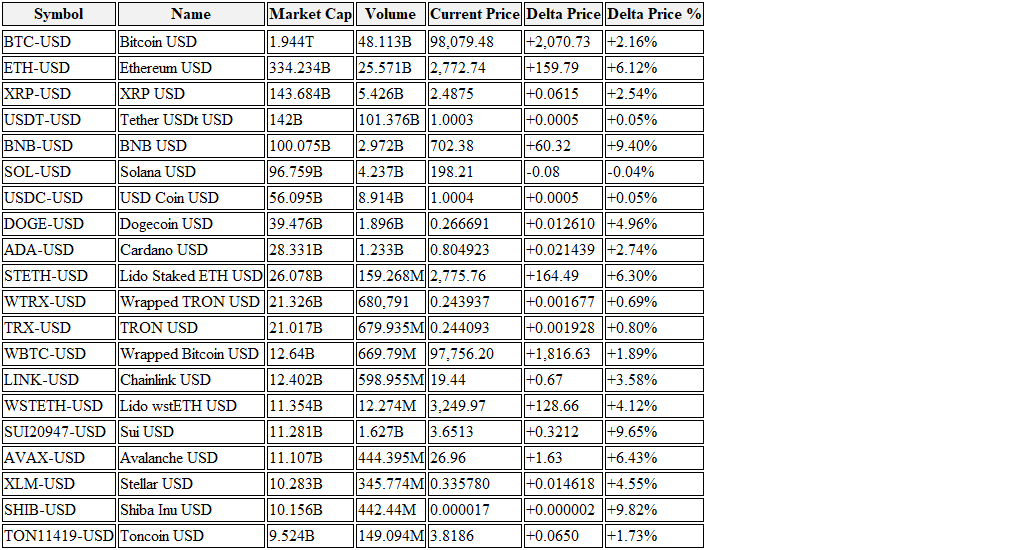 Symbol Name Market Cap Volume Current Price Delta Price Delta Price %
BTC-USD Bitcoin USD 1.944T 48.113B 98,079.48 +2,070.73 +2.16%
ETH-USD Ethereum USD 334.234B 25.571B 2,772.74 +159.79 +6.12%
XRP-USD XRP USD 143.684B 5.426B 2.4875 +0.0615 +2.54%
USDT-USD Tether USDt USD 142B 101.376B 1.0003 +0.0005 +0.05%
BNB-USD BNB USD 100.075B 2.972B 702.38 +60.32 +9.40%
SOL-USD Solana USD 96.759B 4.237B 198.21 -0.08 -0.04%
USDC-USD USD Coin USD 56.095B 8.914B 1.0004 +0.0005 +0.05%
DOGE-USD Dogecoin USD 39.476B 1.896B 0.266691 +0.012610 +4.96%
ADA-USD Cardano USD 28.331B 1.233B 0.804923 +0.021439 +2.74%
STETH-USD Lido Staked ETH USD 26.078B 159.268M 2,775.76 +164.49 +6.30%
WTRX-USD Wrapped TRON USD 21.326B 680,791 0.243937 +0.001677 +0.69%
TRX-USD TRON USD 21.017B 679.935M 0.244093 +0.001928 +0.80%
WBTC-USD Wrapped Bitcoin USD 12.64B 669.79M 97,756.20 +1,816.63 +1.89%
LINK-USD Chainlink USD 12.402B 598.955M 19.44 +0.67 +3.58%
WSTETH-USD Lido wstETH USD 11.354B 12.274M 3,249.97 +128.66 +4.12%
SUI20947-USD Sui USD 11.281B 1.627B 3.6513 +0.3212 +9.65%
AVAX-USD Avalanche USD 11.107B 444.395M 26.96 +1.63 +6.43%
XLM-USD Stellar USD 10.283B 345.774M 0.335780 +0.014618 +4.55%
SHIB-USD Shiba Inu USD 10.156B 442.44M 0.000017 +0.000002 +9.82%
TON11419-USD Toncoin USD 9.524B 149.094M 3.8186 +0.0650 +1.73%